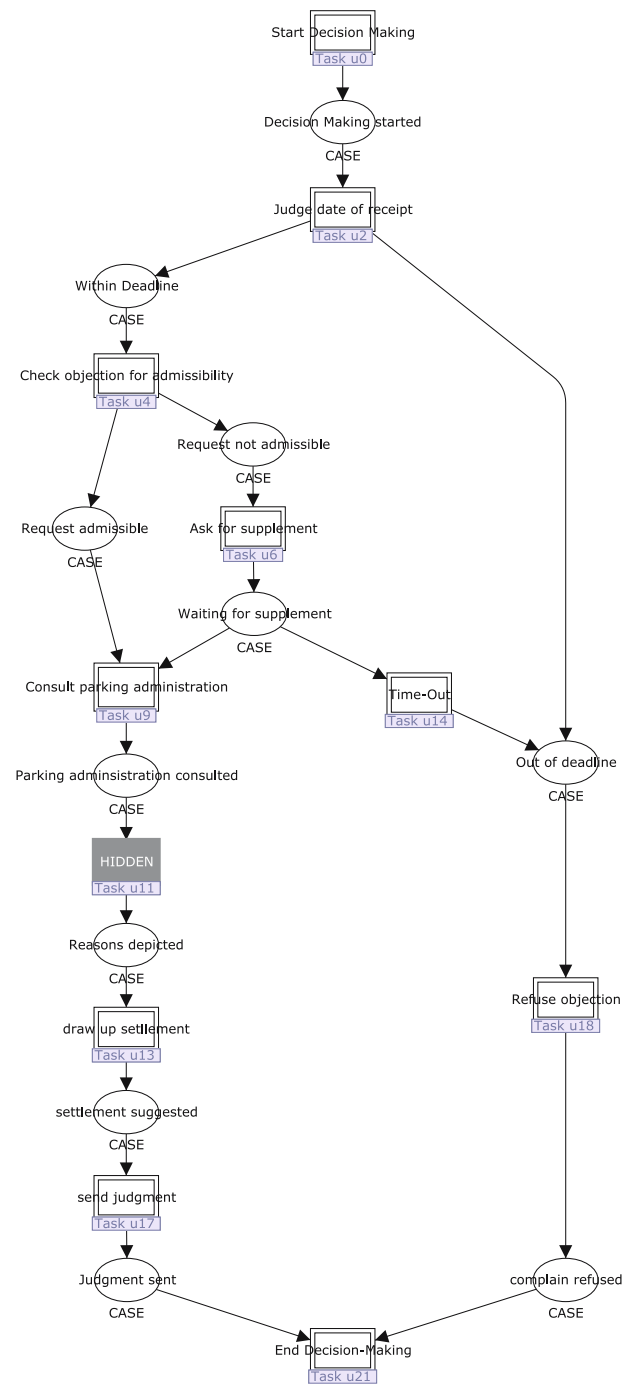 Start Decision Making
Task u0
Decision Making started
CASE
Judge date of receipt
Task u2
Within Deadline
CASE
Check objection for admissibility
Task u4
Request not admissible
CASE
Request admissible
CASE
Ask for supplement
Task u6
Waiting for supplement
CASE
Consult parking administration
Task u9
Time-Out
Task u14
Out of deadline
CASE
Parking adminsistration consulted
CASE
HIDDEN
Task u11
Reasons depicted
CASE
Refuse objection
Task u18
draw up setllement
Task u13
settlement suggested
CASE
send judgment
Task u17
Judgment sent
CASE
complain refused
CASE
End Decision-Making
Task u21